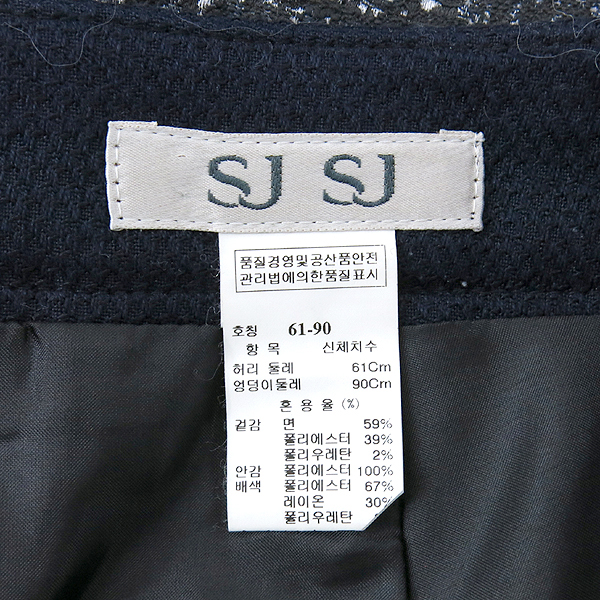 SJ SJ
품질경영및공산품안전
관리법에의한품질표시
호칭 61-90
항 목 신체치수
허리 둘레 61Cm
엉덩이둘레 90Cm
혼 용 율 (%)
겉감 면 59%
폴리에스터 39%
폴리우레탄 2%
안감 폴리에스터 100%
배색 폴리에스터 67%
레이온 30%
폴리우레탄